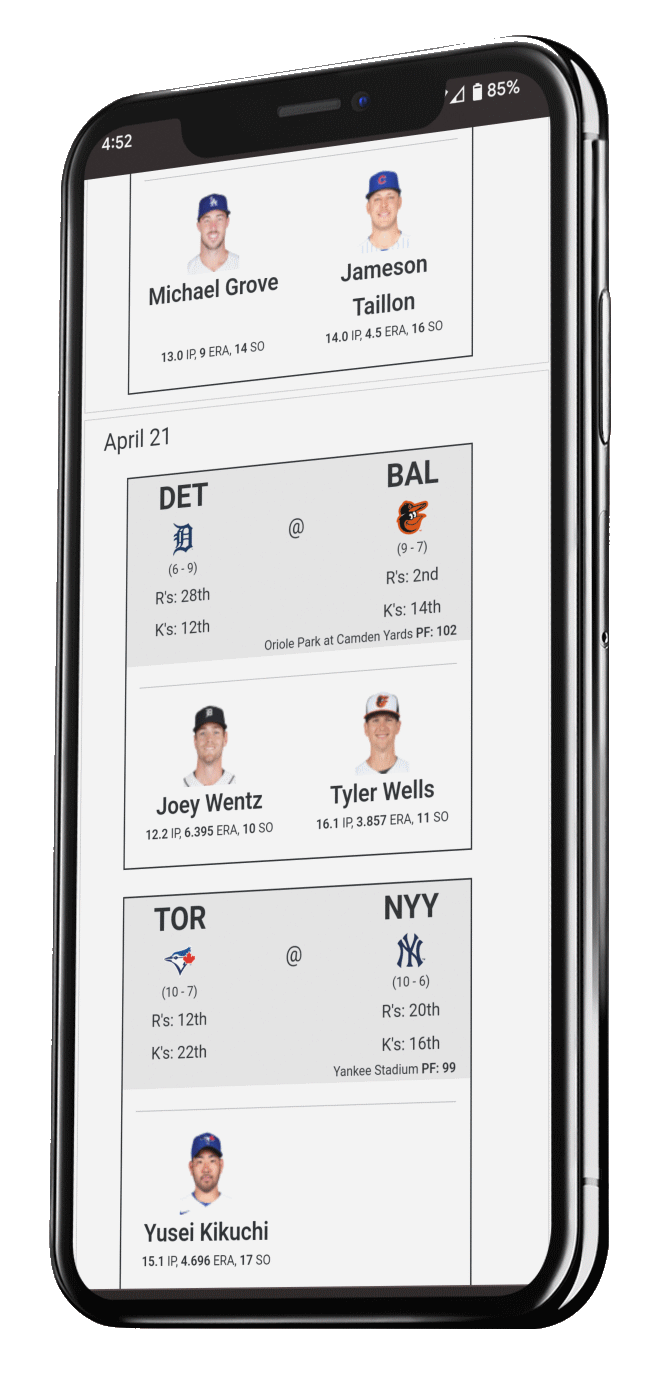 4:52 85%
Michael Grove
Jameson
Taillon
13.0 IP, 9 ERA, 14 SO
14.0 IP, 4.5 ERA, 16 SO
April 21
DET @ BAL
(6 - 9) (9 - 7)
R's: 28th R's: 2nd
K's: 12th K's: 14th
Oriole Park at Camden Yards PF: 102
Joey Wentz Tyler Wells
12.2 IP, 6.395 ERA, 10 SO 16.1 IP, 3.857 ERA, 11 SO
TOR @ NYY
(10 - 7) (10 - 6)
R's: 12th R's: 20th
K's: 22th K's: 16th
Yankee Stadium PF: 99
Yusei Kikuchi
15.1 IP, 4.696 ERA, 17 SO